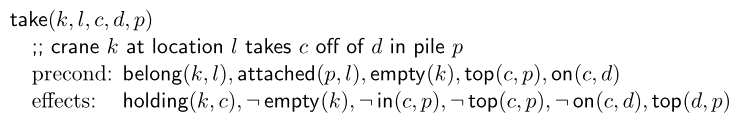 take(k, l, c, d, p)
;; crane k at location l takes c off of d in pile p
precond: belong(k, l), attached(p, l), empty(k), top(c, p), on(c, d)
effects: holding(k, c), ¬ empty(k), ¬ in(c, p), ¬ top(c, p), ¬ on(c, d), top(d, p)